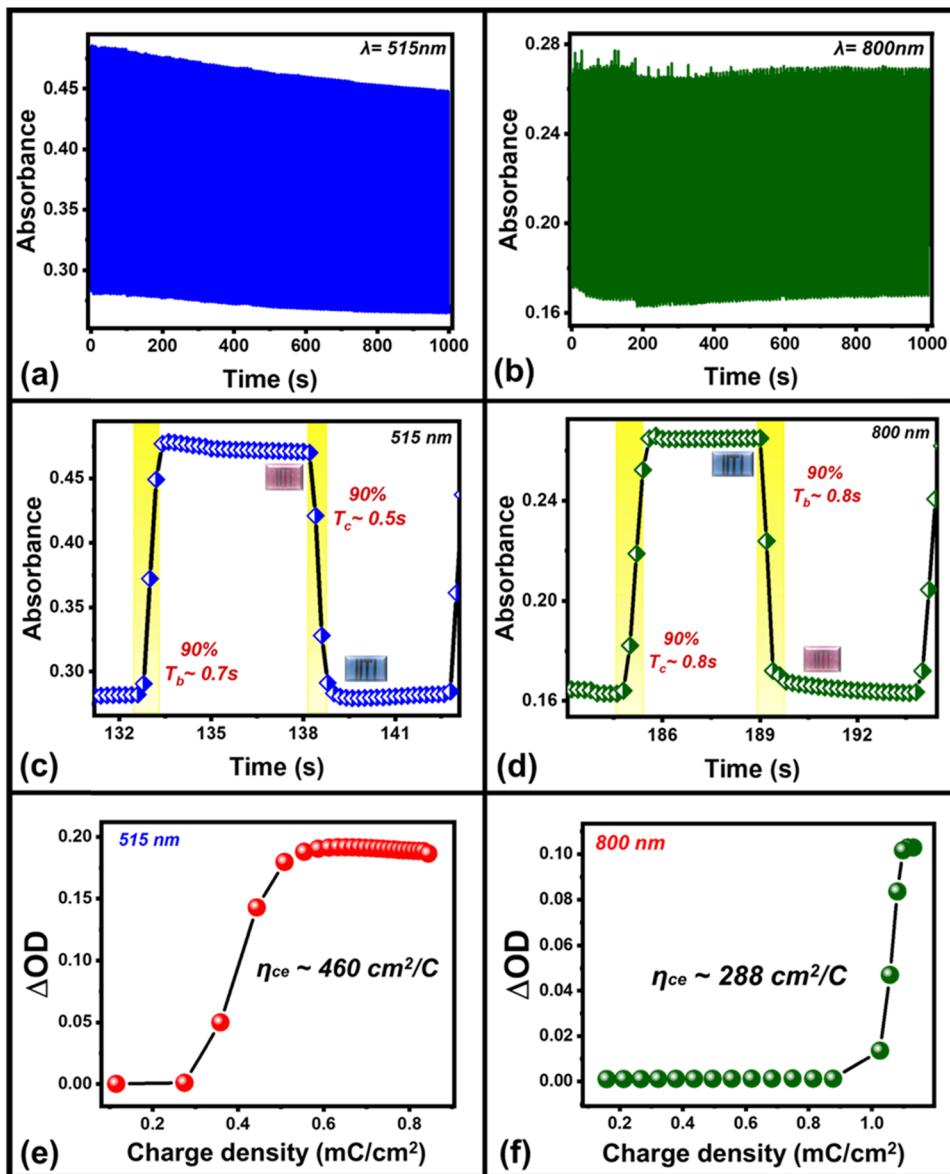 λ= 515nm
0.45
0.40
0.35
0.30
Absorbance
0 200 400 600 800 1000
Time (s)
(a)
λ= 800nm
0.28
0.24
0.20
0.16
Absorbance
0 200 400 600 800 1000
Time (s)
(b)
515 nm
0.45
0.40
0.35
0.30
Absorbance
90%
Tc~ 0.5s
90%
Tb~ 0.7s
IITI
IITI
132 135 138 141
Time (s)
(c)
800 nm
0.24
0.20
0.16
Absorbance
IITI
90%
Tb~ 0.8s
90%
Tc~ 0.8s
IITI
186 189 192
Time (s)
(d)
515 nm
0.20
0.15
0.10
0.05
0.00
ΔOD
ηce ~ 460 cm²/C
0.2 0.4 0.6 0.8
Charge density (mC/cm²)
(e)
800 nm
0.10
0.08
0.06
0.04
0.02
0.00
ΔOD
ηce ~ 288 cm²/C
0.2 0.4 0.6 0.8 1.0
Charge density (mC/cm²)
(f)